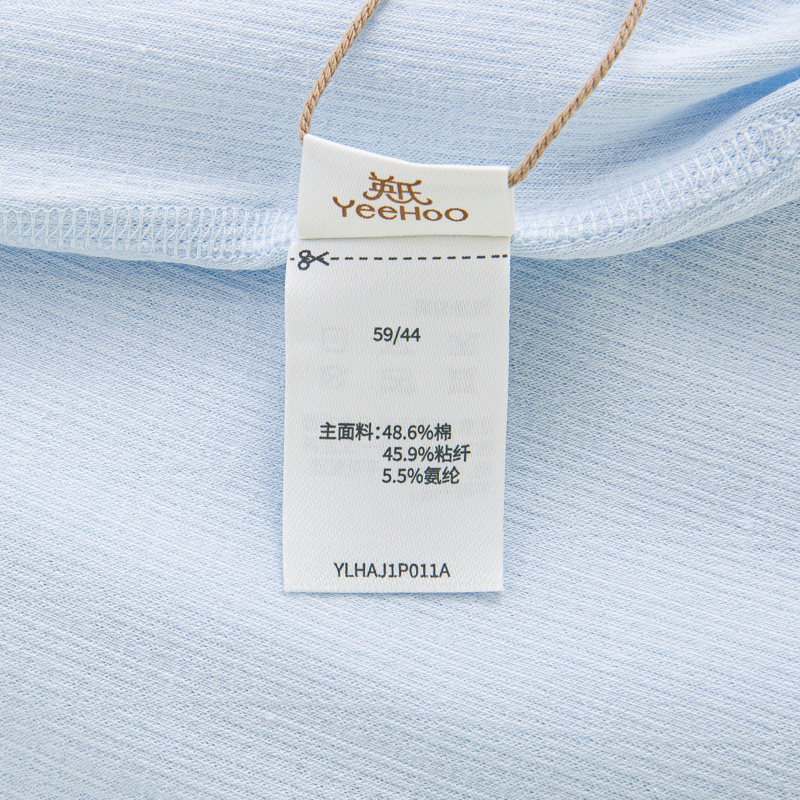 英氏
YeeHoo
59/44
主面料:48.6%棉
45.9%粘纤
5.5%氨纶
YLHAJ1P011A